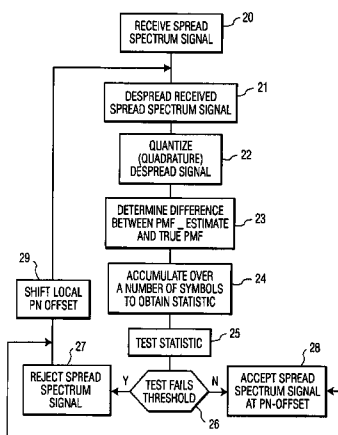 RECEIVE SPREAD
SPECTRUM SIGNAL
20
DESPREAD RECEIVED
SPREAD SPECTRUM SIGNAL
21
QUANTIZE
(QUADRATURE)
DESPREAD SIGNAL
22
DETERMINE DIFFERENCE
BETWEEN PMF_ESTIMATE
AND TRUE PMF
23
ACCUMULATE OVER
A NUMBER OF SYMBOLS
TO OBTAIN STATISTIC
24
29
SHIFT LOCAL
PN OFFSET
TEST STATISTIC
25
27
REJECT SPREAD
SPECTRUM
SIGNAL
Y
TEST FAILS
THRESHOLD
N
26
ACCEPT SPREAD
SPECTRUM SIGNAL
AT PN-OFFSET
28